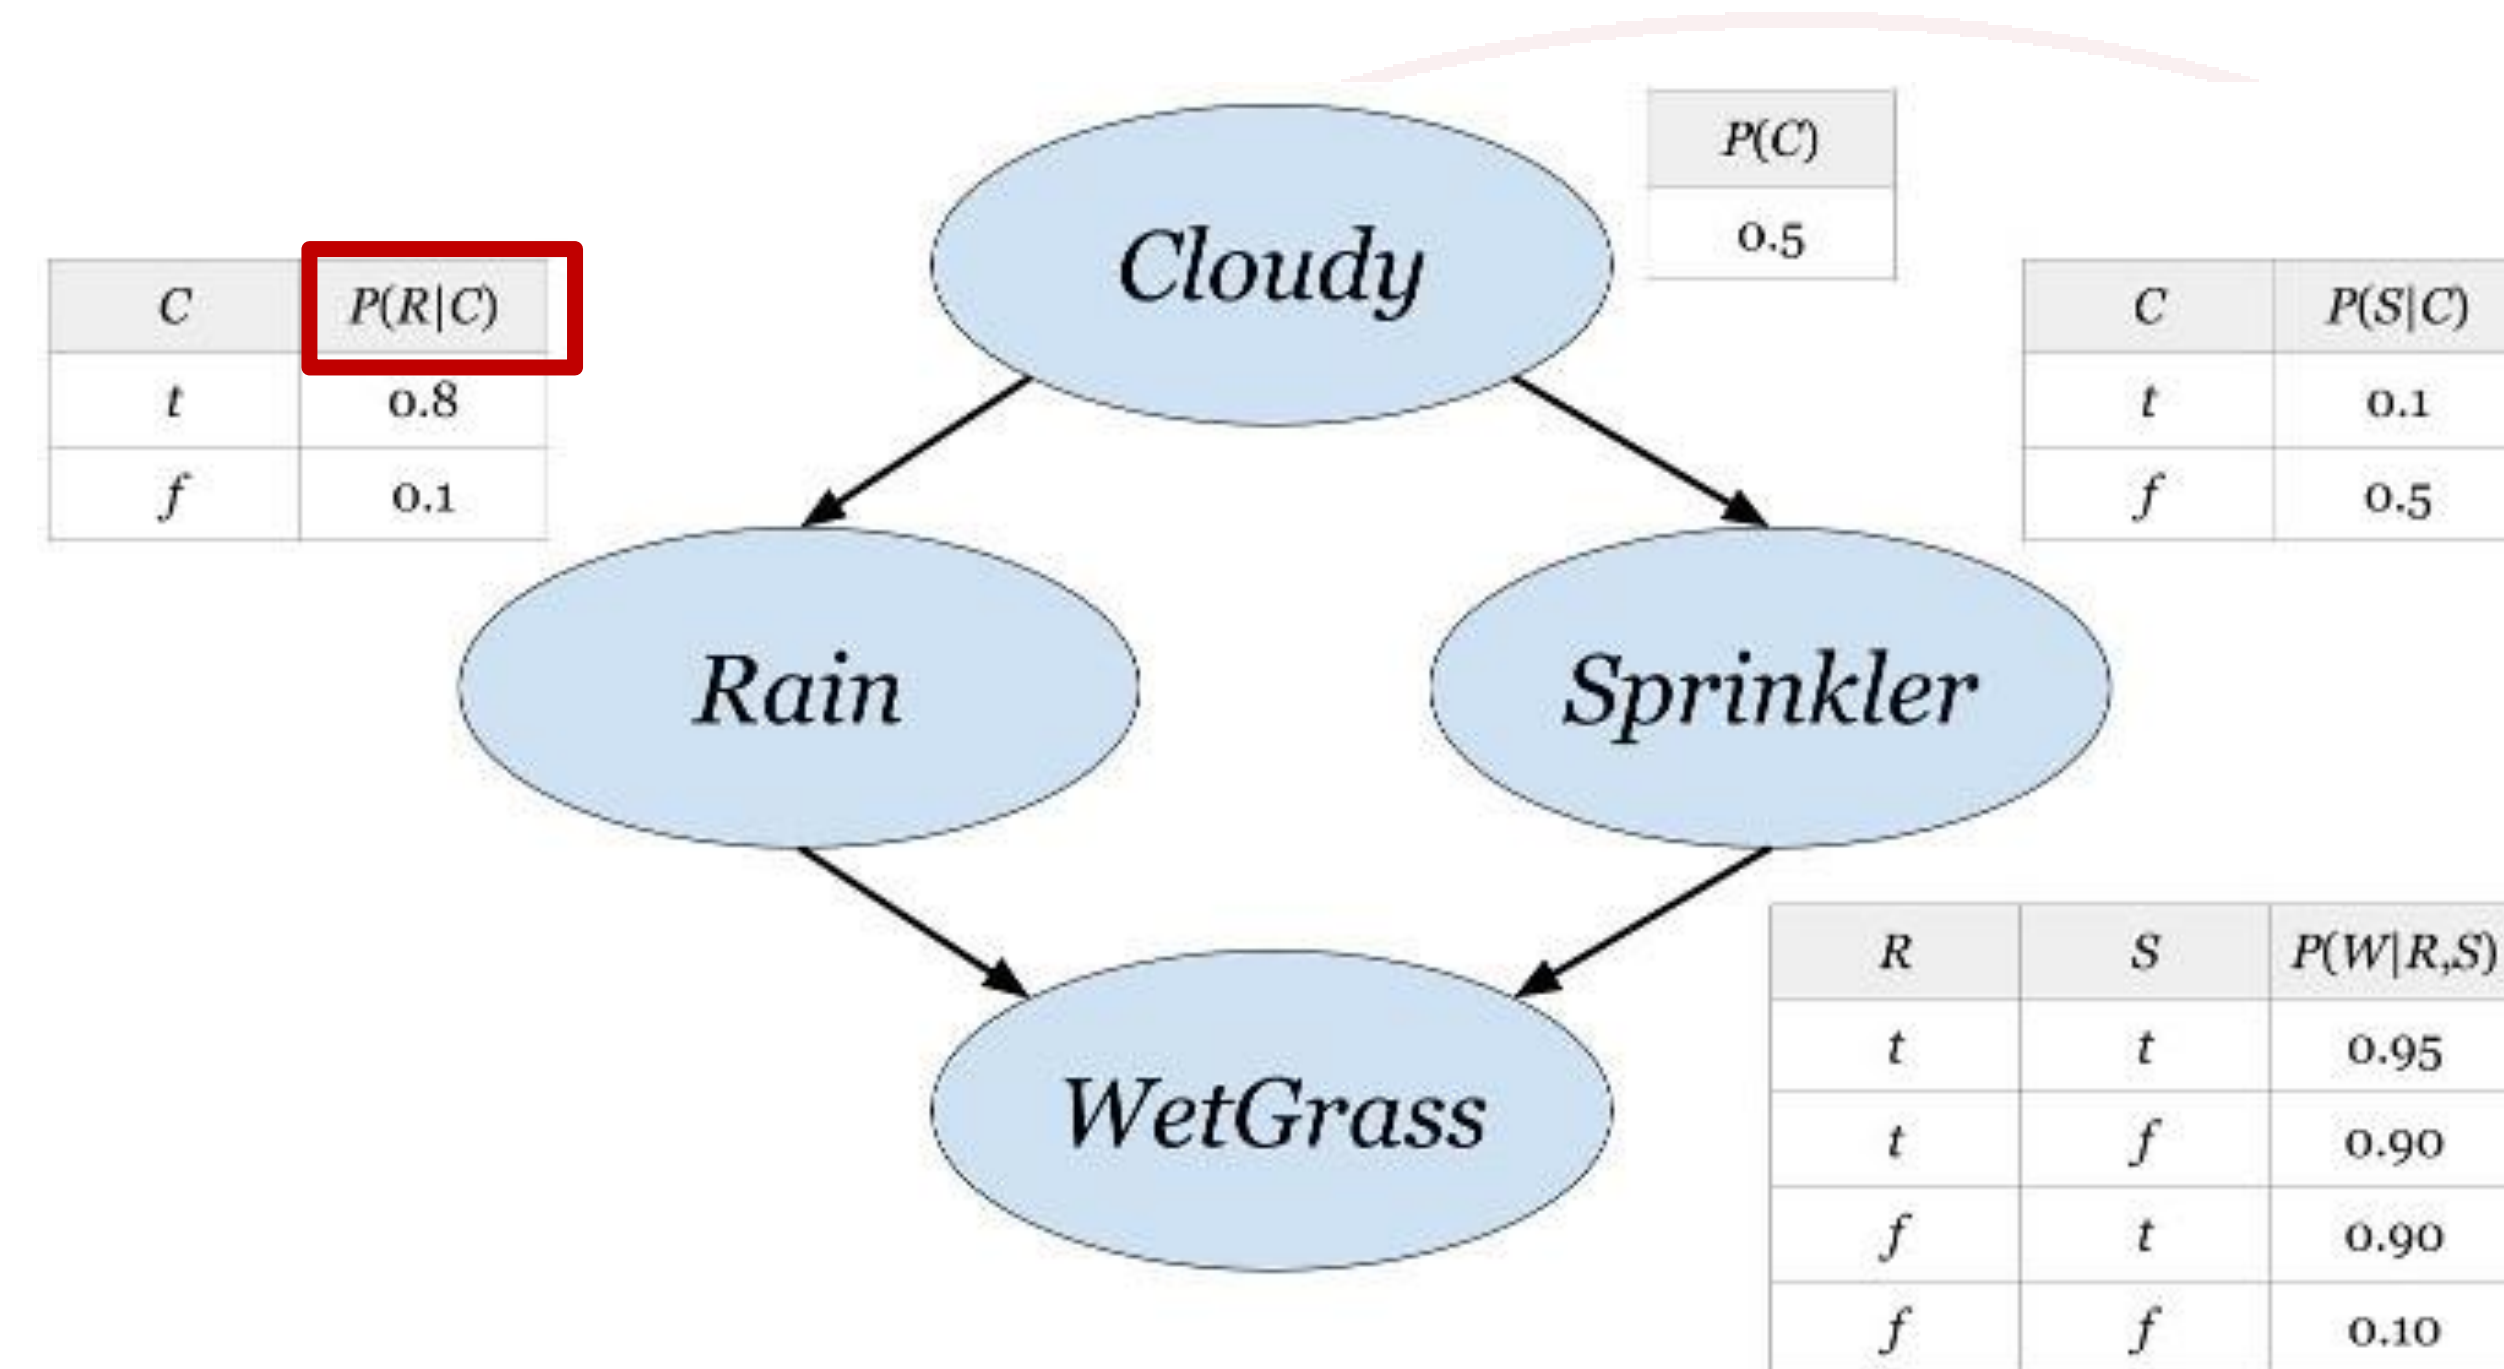 P(C)
0.5
Cloudy
C P(R|C)
t 0.8
f 0.1
C P(S|C)
t 0.1
f 0.5
Rain
Sprinkler
WetGrass
R S P(W|R,S)
t t 0.95
t f 0.90
f t 0.90
f f 0.10